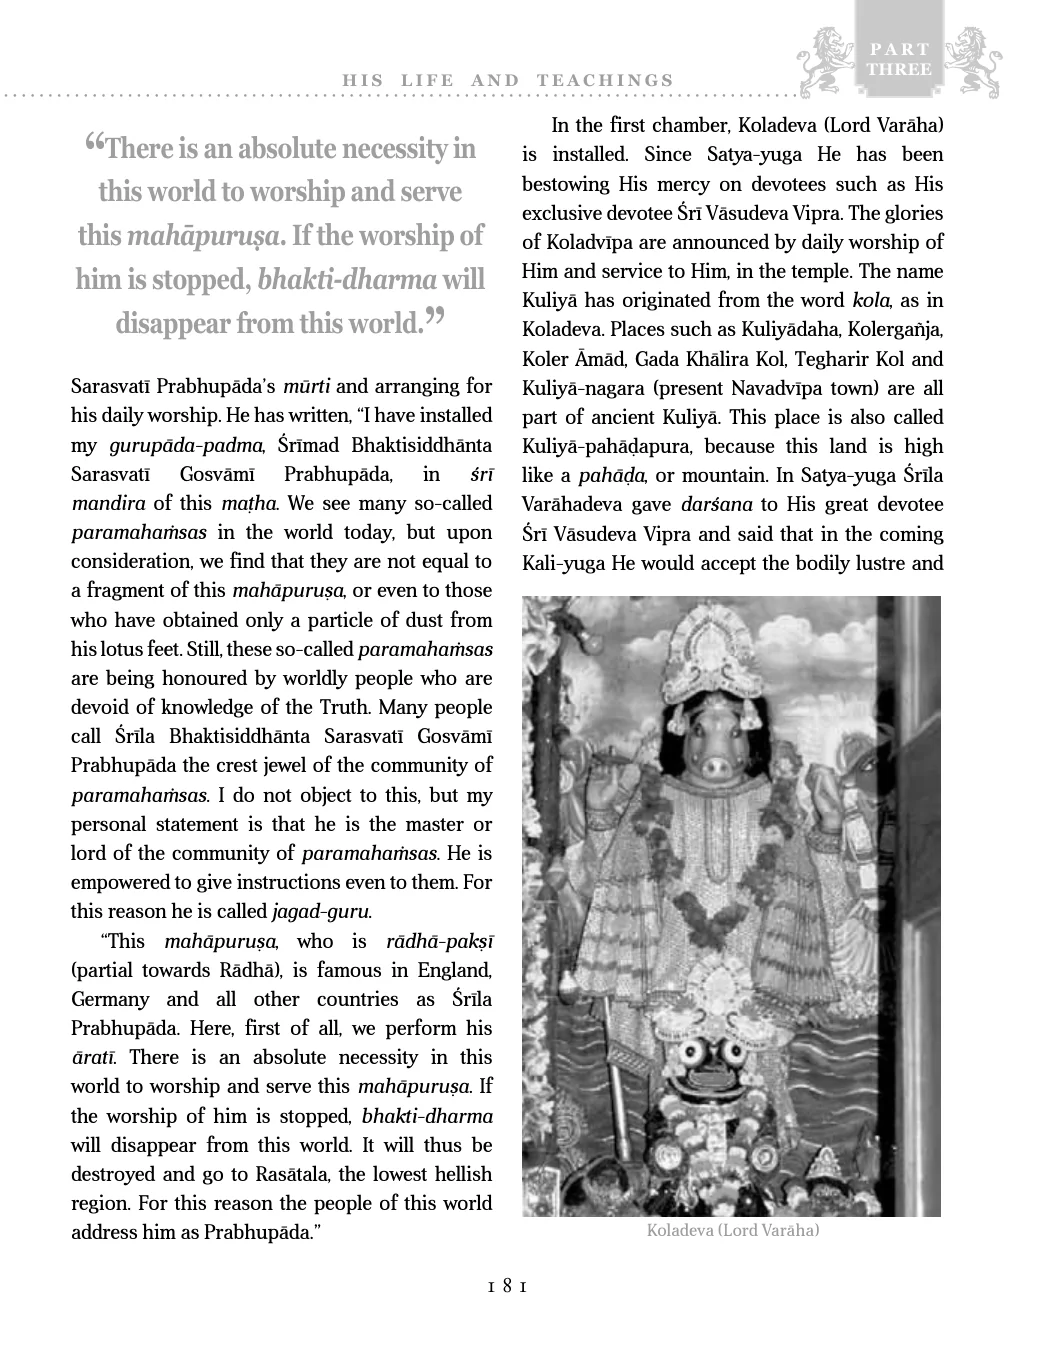 PART
THREE
HIS LIFE AND TEACHINGS
“There is an absolute necessity in
this world to worship and serve
this mahāpuruṣa. If the worship of
him is stopped, bhakti-dharma will
disappear from this world.”
Sarasvatī Prabhupāda’s mūrti and arranging for
his daily worship. He has written, “I have installed
my gurupāda-padma, Śrīmad Bhaktisiddhānta
Sarasvatī Gosvāmī Prabhupāda, in śrī
mandira of this maṭha. We see many so-called
paramahaṁsas in the world today, but upon
consideration, we find that they are not equal to
a fragment of this mahāpuruṣa, or even to those
who have obtained only a particle of dust from
his lotus feet. Still, these so-called paramahaṁsas
are being honoured by worldly people who are
devoid of knowledge of the Truth. Many people
call Śrīla Bhaktisiddhānta Sarasvatī Gosvāmī
Prabhupāda the crest jewel of the community of
paramahaṁsas. I do not object to this, but my
personal statement is that he is the master or
lord of the community of paramahaṁsas. He is
empowered to give instructions even to them. For
this reason he is called jagad-guru.
“This mahāpuruṣa, who is rādhā-pakṣī
(partial towards Rādhā), is famous in England,
Germany and all other countries as Śrīla
Prabhupāda. Here, first of all, we perform his
āratī. There is an absolute necessity in this
world to worship and serve this mahāpuruṣa. If
the worship of him is stopped, bhakti-dharma
will disappear from this world. It will thus be
destroyed and go to Rasātala, the lowest hellish
region. For this reason the people of this world
address him as Prabhupāda.”
In the first chamber, Koladeva (Lord Varāha)
is installed. Since Satya-yuga He has been
bestowing His mercy on devotees such as His
exclusive devotee Śrī Vāsudeva Vipra. The glories
of Koladvīpa are announced by daily worship of
Him and service to Him, in the temple. The name
Kuliyā has originated from the word kola, as in
Koladeva. Places such as Kuliyādaha, Kolergañja,
Koler Āmād, Gada Khālira Kol, Tegharir Kol and
Kuliyā-nagara (present Navadvīpa town) are all
part of ancient Kuliyā. This place is also called
Kuliyā-pahāḍapura, because this land is high
like a pahāḍa, or mountain. In Satya-yuga Śrīla
Varāhadeva gave darśana to His great devotee
Śrī Vāsudeva Vipra and said that in the coming
Kali-yuga He would accept the bodily lustre and
Koladeva (Lord Varāha)
181